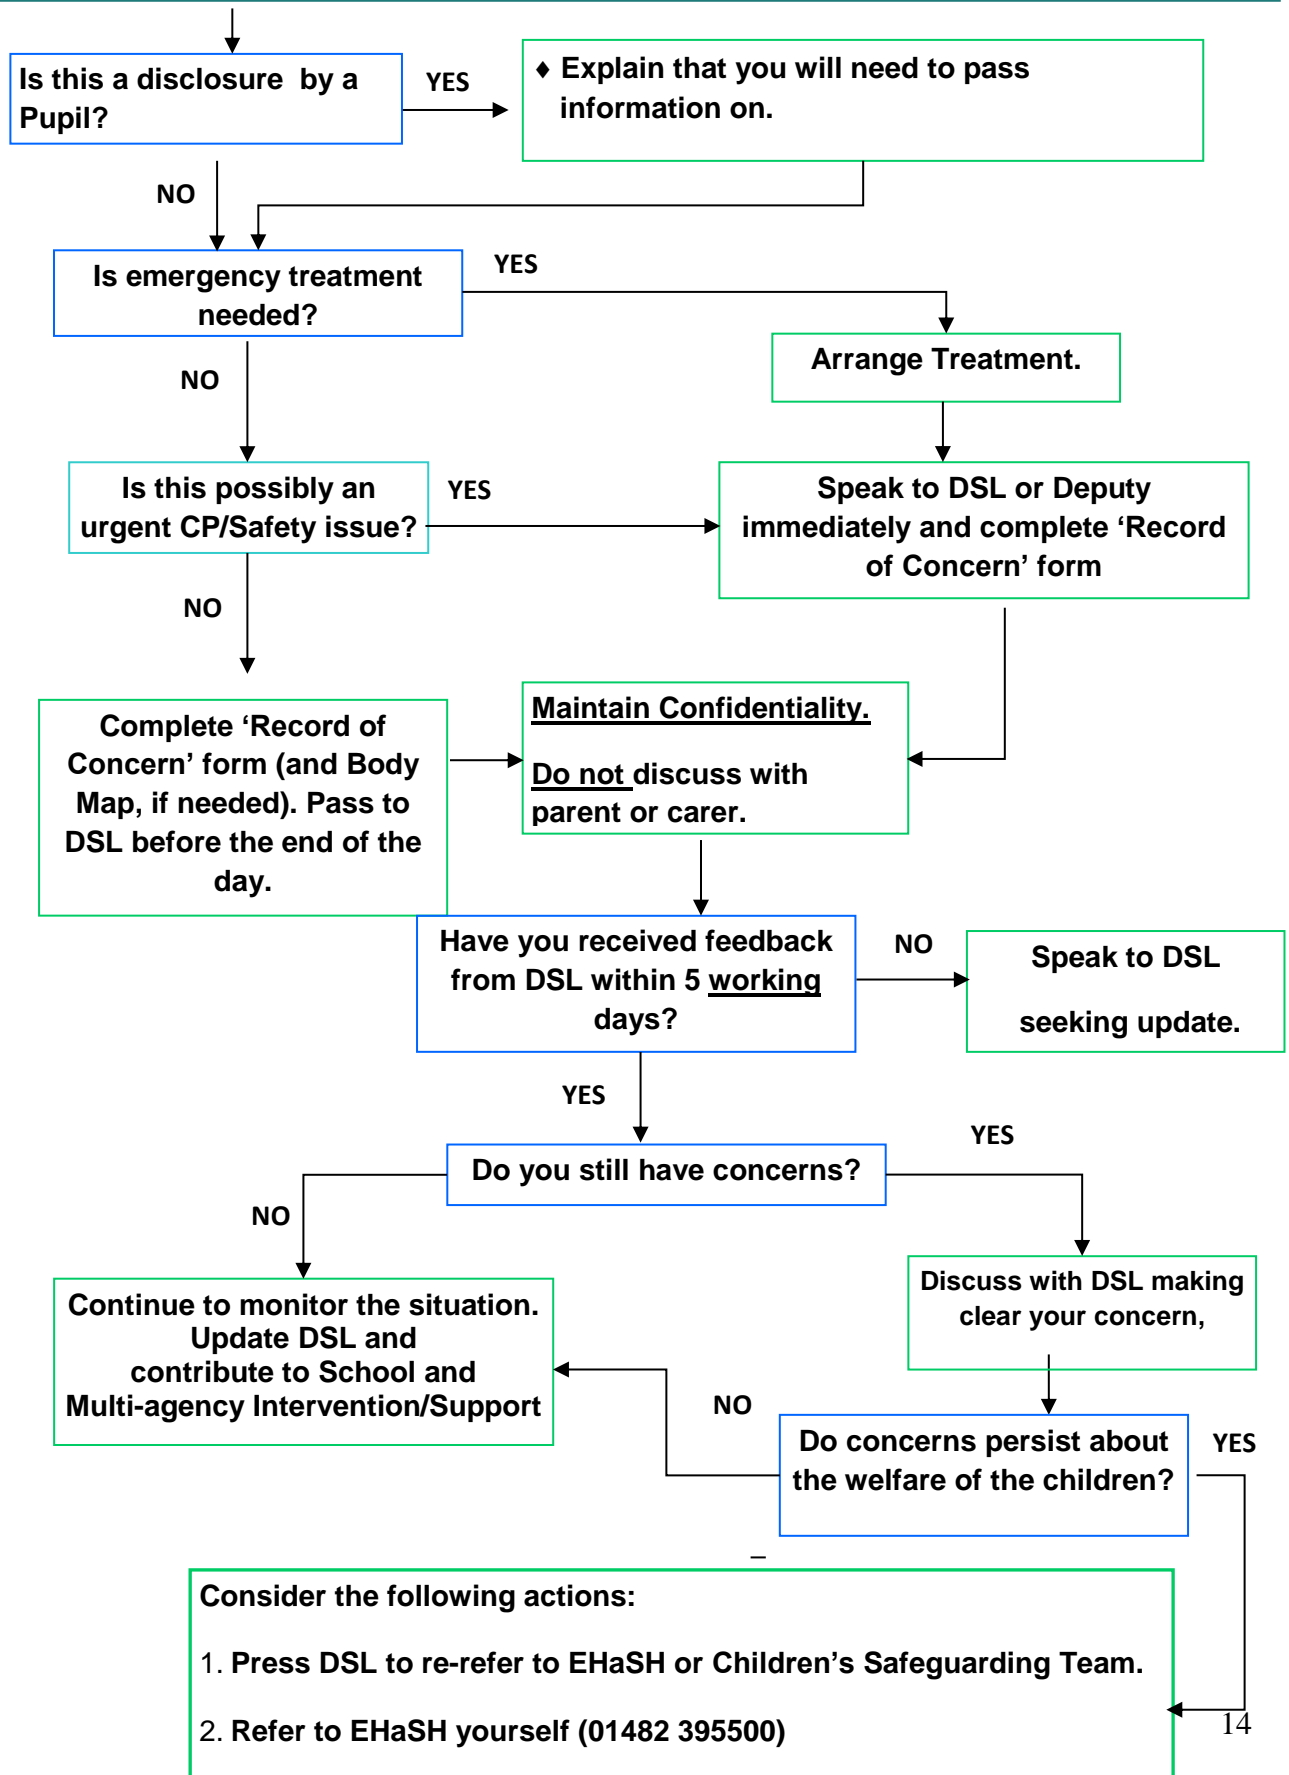 Is this a disclosure  by a
Pupil?
YES
♦ Explain that you will need to pass
information on.
NO
Is emergency treatment
needed?
YES
Arrange Treatment.
NO
Is this possibly an
urgent CP/Safety issue?
YES
Speak to DSL or Deputy
immediately and complete ‘Record
of Concern’ form
NO
Complete ‘Record of
Concern’ form (and Body
Map, if needed). Pass to
DSL before the end of the
day.
Maintain Confidentiality.
Do not discuss with
parent or carer.
Have you received feedback
from DSL within 5 working
days?
NO
Speak to DSL
seeking update.
YES
Do you still have concerns?
YES
NO
Continue to monitor the situation.
Update DSL and
contribute to School and
Multi-agency Intervention/Support
Discuss with DSL making
clear your concern,
NO
Do concerns persist about
the welfare of the children?
YES
Consider the following actions:
1. Press DSL to re-refer to EHaSH or Children’s Safeguarding Team.
2. Refer to EHaSH yourself (01482 395500)
14